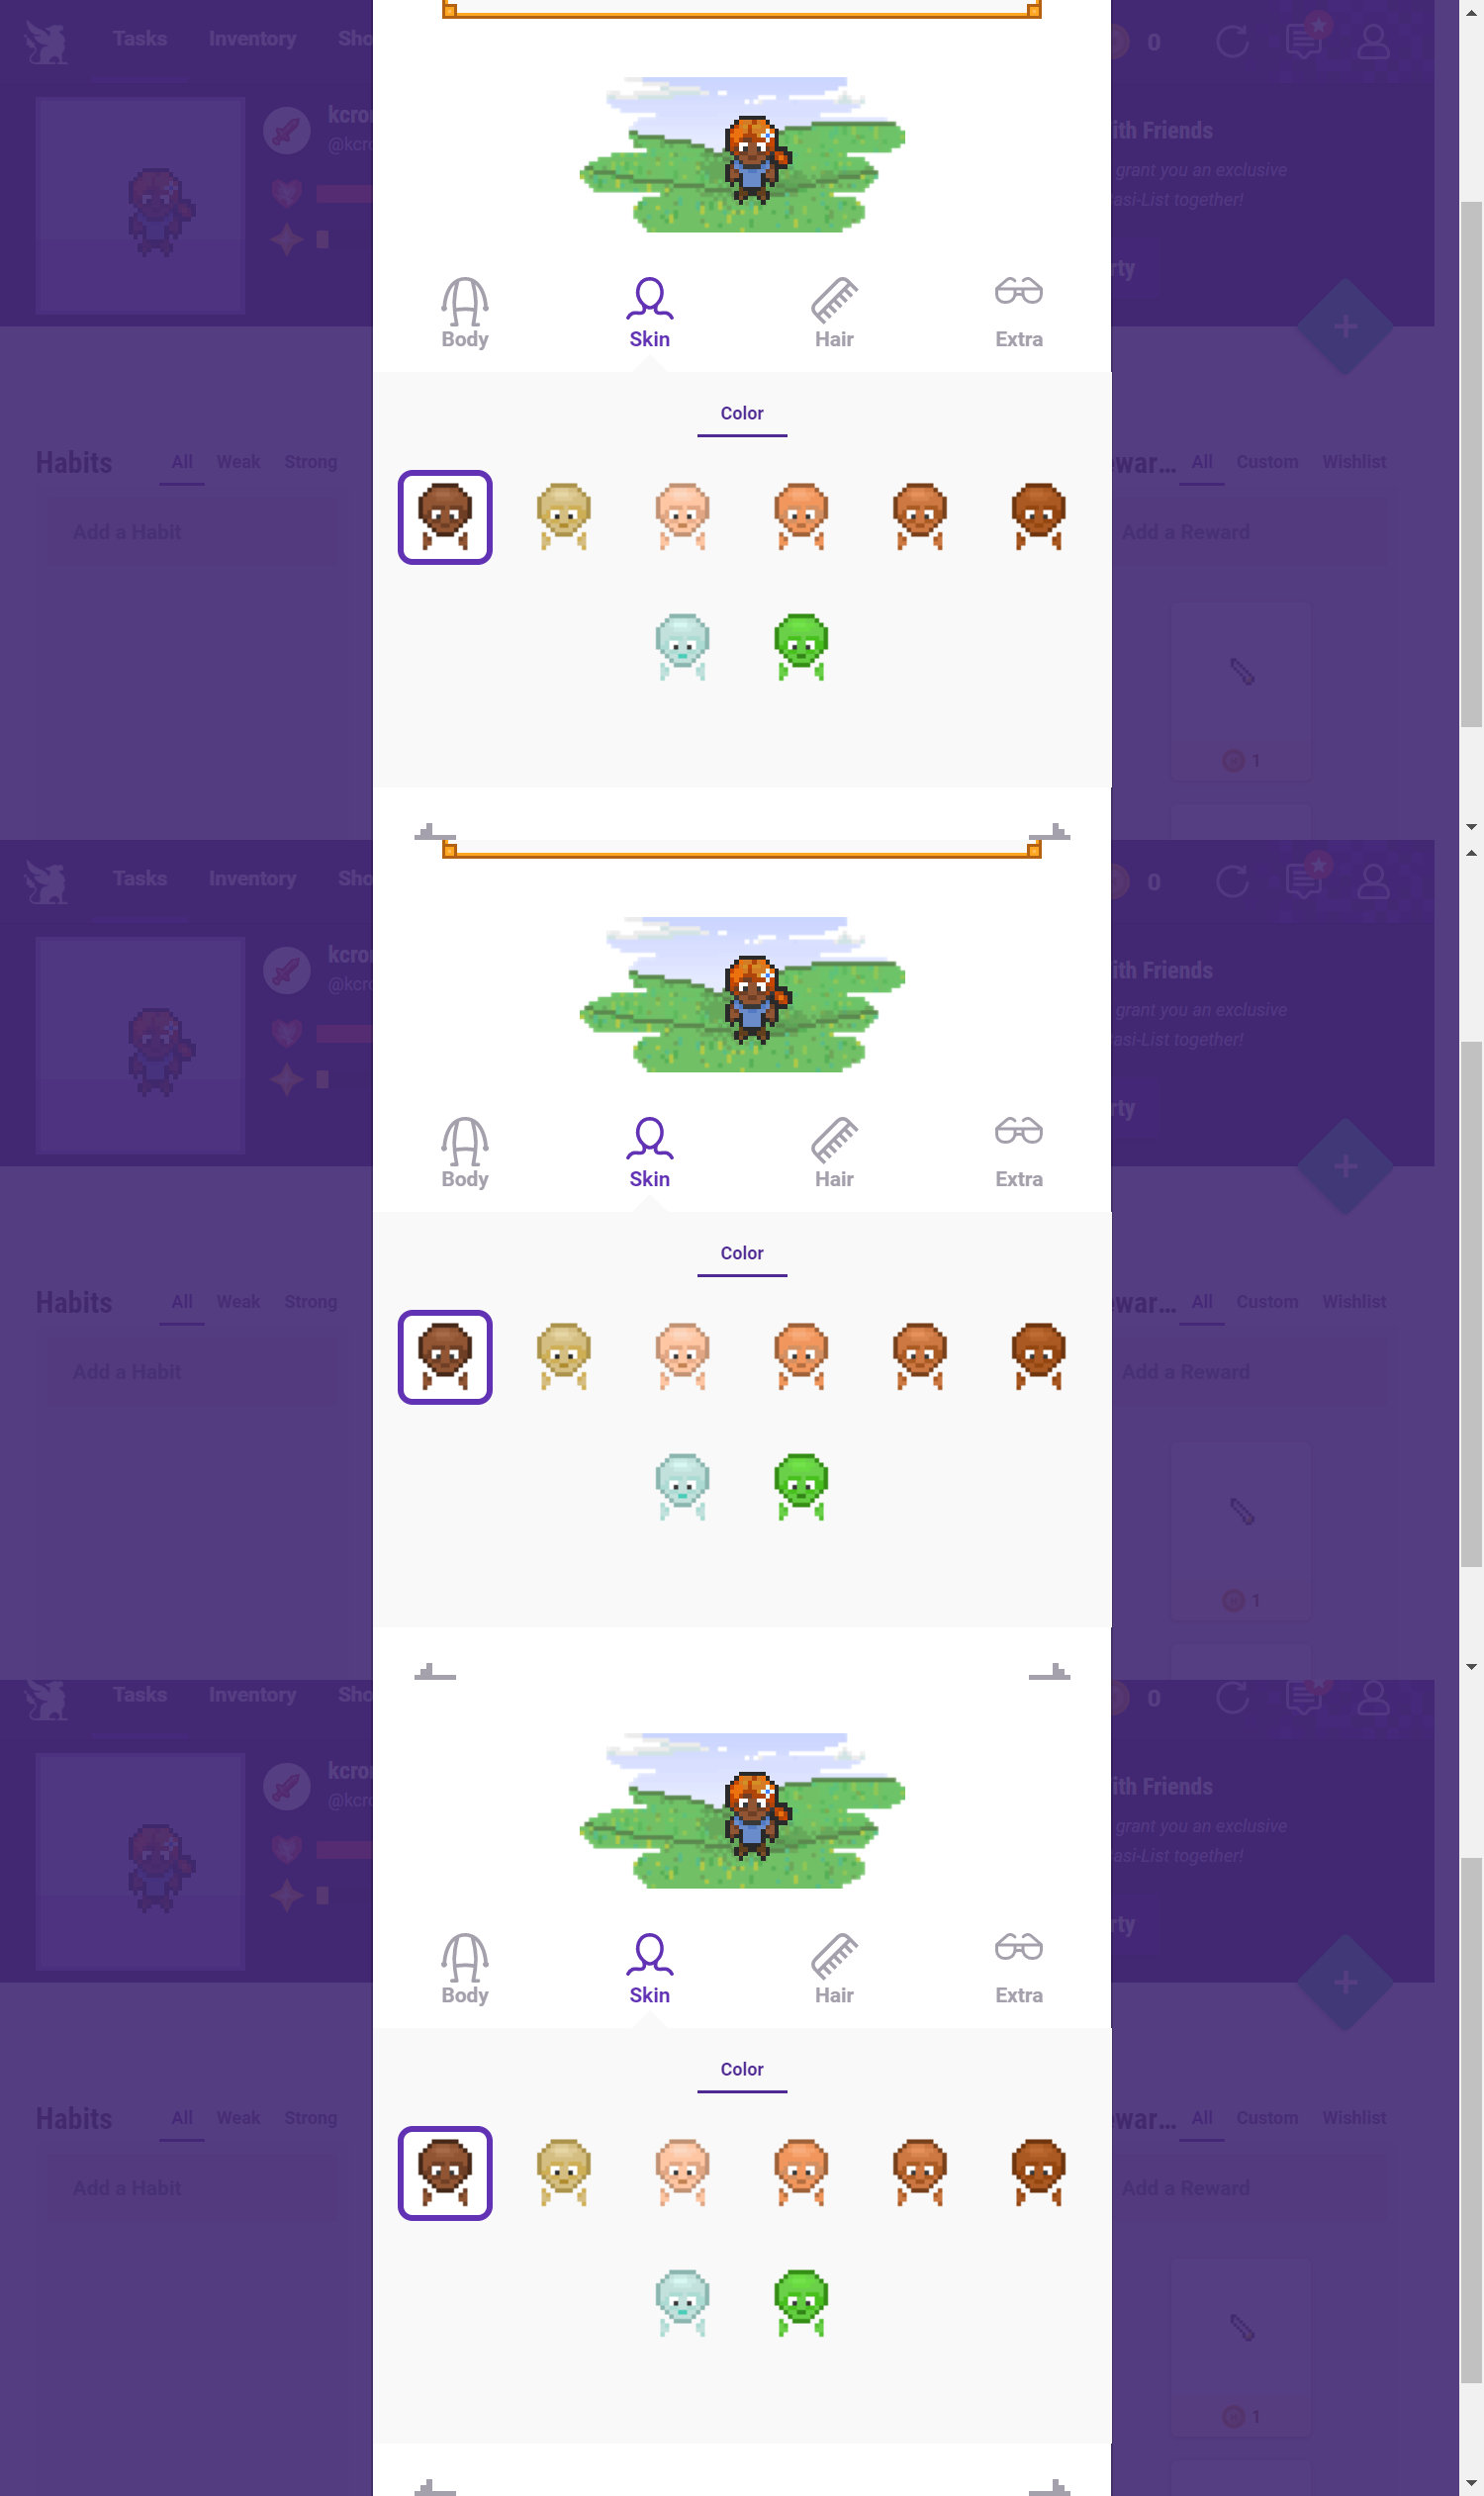 Tasks Inventory Sho 0
kcro
@kcro
ith Friends
grant you an exclusive
asi-List together!
rty
Body Skin Hair Extra
Color
Habits All Weak Strong
ewar... All Custom Wishlist
Add a Habit
Add a Reward
1
Tasks Inventory Sho 0
kcro
@kcro
ith Friends
grant you an exclusive
asi-List together!
rty
Body Skin Hair Extra
Color
Habits All Weak Strong
ewar... All Custom Wishlist
Add a Habit
Add a Reward
1
Tasks Inventory Sho 0
kcro
@kcro
ith Friends
grant you an exclusive
asi-List together!
rty
Body Skin Hair Extra
Color
Habits All Weak Strong
ewar... All Custom Wishlist
Add a Habit
Add a Reward
1